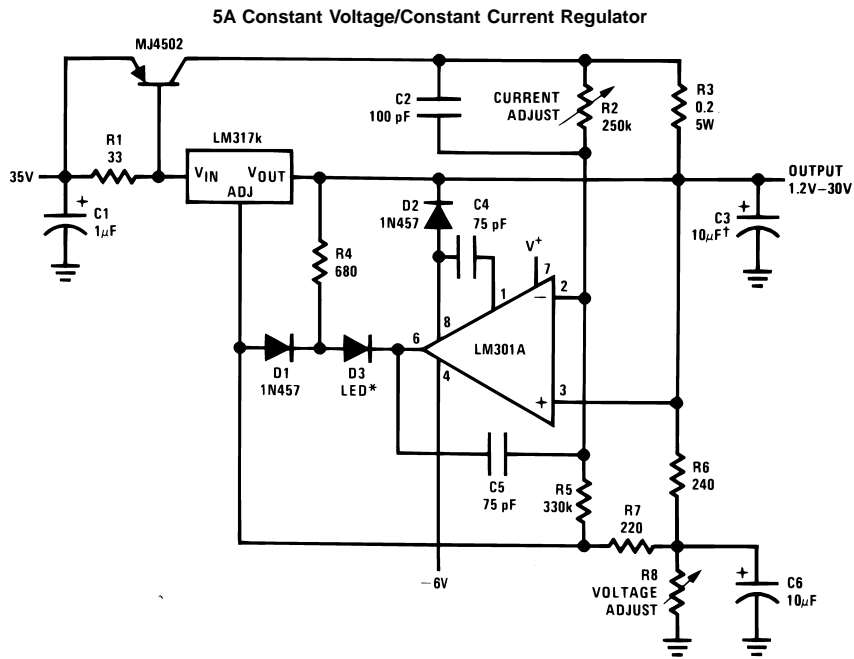 5A Constant Voltage/Constant Current Regulator
MJ4502
C2
100 pF
CURRENT
ADJUST
R2
250k
R3
0.2
5W
R1
33
LM317k
35V
VIN
VOUT
ADJ
OUTPUT
1.2V–30V
C1
1μF
D2
1N457
C4
75 pF
C3
10μF†
R4
680
V+
7
1
2
−
8
6
LM301A
4
3
+
D1
1N457
D3
LED*
C5
75 pF
R5
330k
R6
240
R7
220
−6V
R8
VOLTAGE
ADJUST
C6
10μF